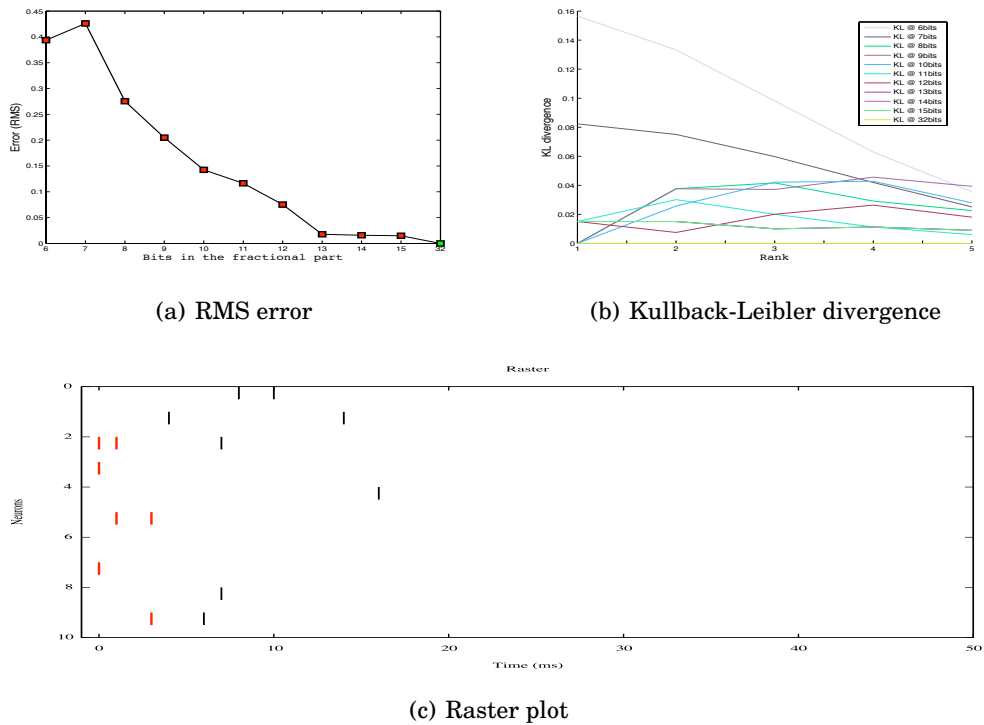 0.45
0.4
0.35
0.3
0.25
0.2
0.15
0.1
0.05
0
Error (RMS)
6 7 8 9 10 11 12 13 14 15 32
Bits in the fractional part
(a) RMS error
0.16
0.14
0.12
0.1
0.08
0.06
0.04
0.02
0
KL divergence
KL @ 6bits
KL @ 7bits
KL @ 8bits
KL @ 9bits
KL @ 10bits
KL @ 11bits
KL @ 12bits
KL @ 13bits
KL @ 14bits
KL @ 15bits
KL @ 32bits
1 2 3 4 5
Rank
(b) Kullback-Leibler divergence
Raster
0
2
4
6
8
10
Neurons
0 10 20 30 40 50
Time (ms)
(c) Raster plot